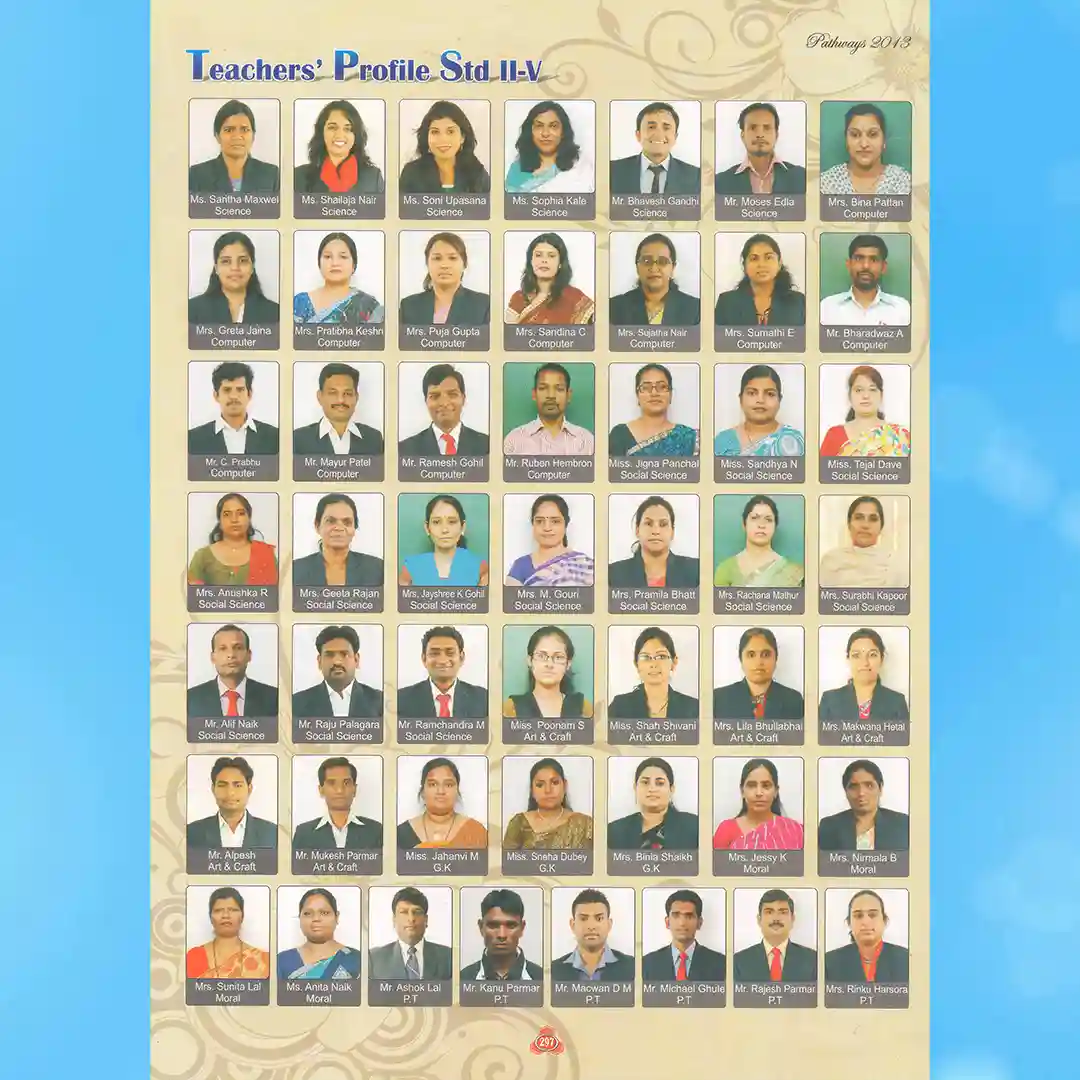 Pathways 2013
Teachers' Profile Std II-V
Ms. Santha Maxwel
Science
Ms. Shailaja Nair
Science
Ms. Soni Upasana
Science
Ms. Sophia Kale
Science
Mr. Bhavesh Gandhi
Science
Mr. Moses Edla
Science
Mrs. Bina Pattan
Computer
Mrs. Greta Jaina
Computer
Mrs. Pratibha Keshri
Computer
Mrs. Puja Gupta
Computer
Mrs. Sandina C
Computer
Mrs. Sujatha Nair
Computer
Mrs. Sumathi E
Computer
Mr. Bharadwaz A
Computer
Mr. C. Prabhu
Computer
Mr. Mayur Patel
Computer
Mr. Ramesh Gohil
Computer
Mr. Ruben Hembron
Computer
Miss. Jigna Panchal
Social Science
Miss. Sandhya N
Social Science
Miss. Tejal Dave
Social Science
Mrs. Anushka R
Social Science
Mrs. Geeta Rajan
Social Science
Mrs. Jayshree K Gohil
Social Science
Mrs. M. Gouri
Social Science
Mrs. Pramila Bhatt
Social Science
Mrs. Rachana Mathur
Social Science
Mrs. Surabhi Kapoor
Social Science
Mr. Alif Naik
Social Science
Mr. Raju Palagara
Social Science
Mr. Ramchandra M
Social Science
Miss. Poonam S
Art & Craft
Miss. Shah Shivani
Art & Craft
Mrs. Lila Bhullabhai
Art & Craft
Mrs. Makwana Hetal
Art & Craft
Mr. Alpesh
Art & Craft
Mr. Mukesh Parmar
Art & Craft
Miss. Jahanvi M
G.K
Miss. Sneha Dubey
G.K
Mrs. Binia Shaikh
G.K
Mrs. Jessy K
Moral
Mrs. Nirmala B
Moral
Mrs. Sunita Lal
Moral
Ms. Anita Naik
Moral
Mr. Ashok Lal
P.T
Mr. Kanu Parmar
P.T
Mr. Macwan D M
P.T
Mr. Michael Ghule
P.T
Mr. Rajesh Parmar
P.T
Mrs. Rinku Harsora
P.T
297